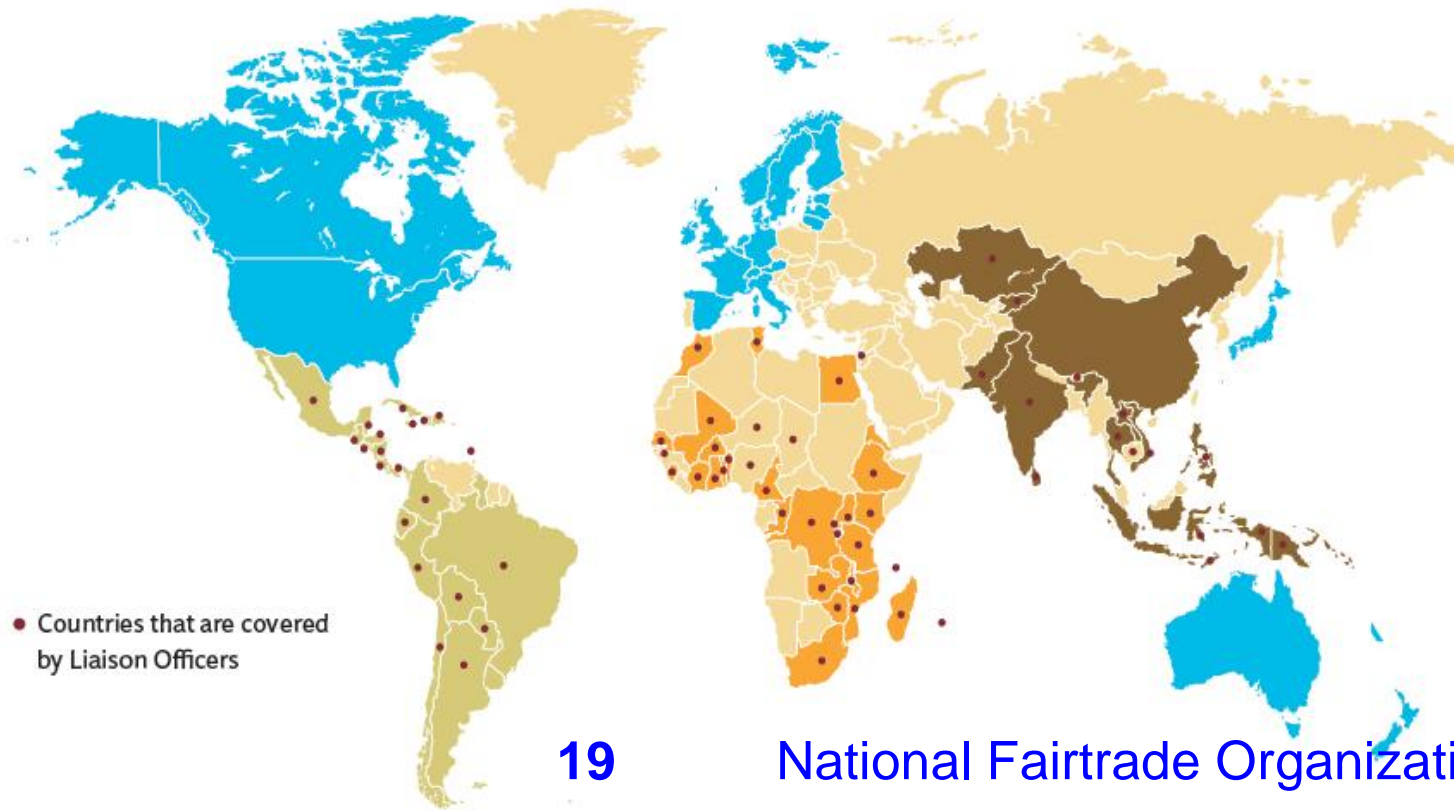 • Countries that are covered
by Liaison Officers
19 National Fairtrade Organizati